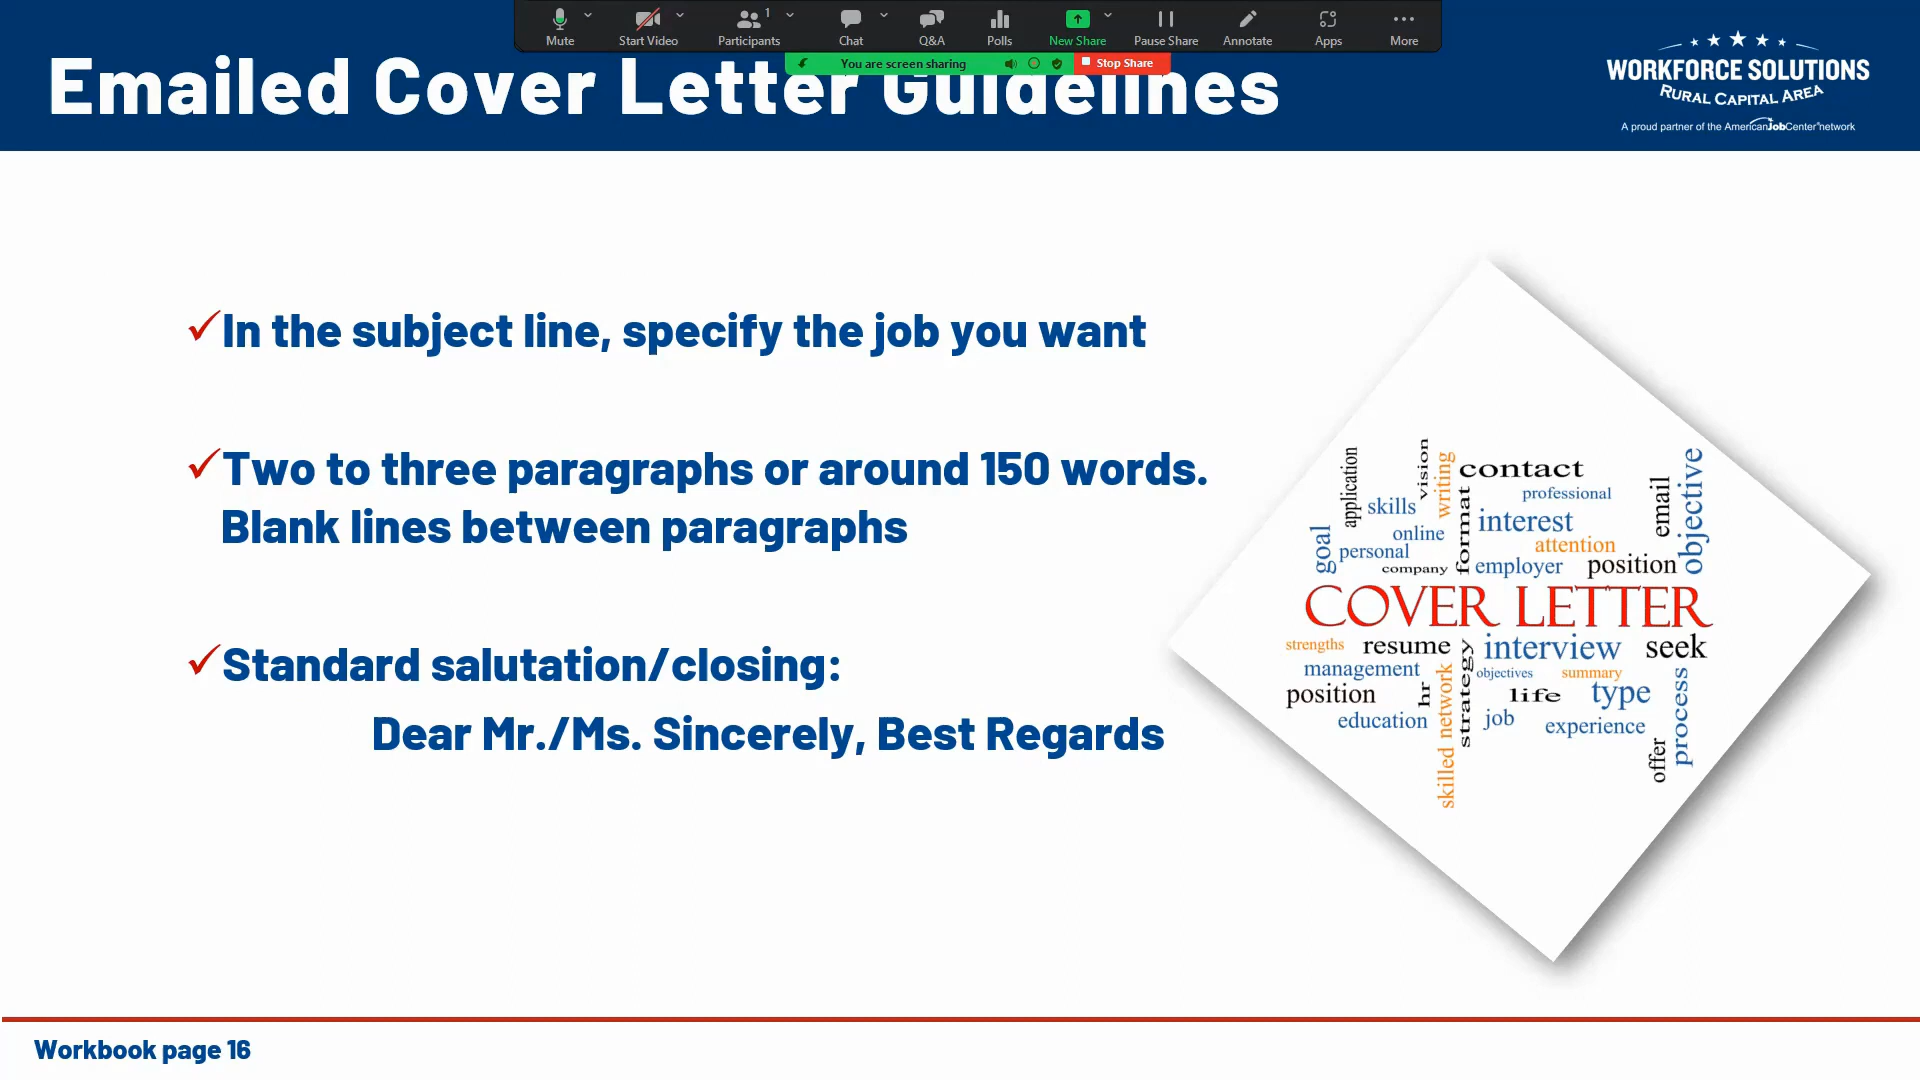 Mute
Start Video
Participants
1
Chat
Q&A
Polls
New Share
Pause Share
Annotate
Apps
More
You are screen sharing
Stop Share
Emailed Cover Letter Guidelines
WORKFORCE SOLUTIONS
RURAL CAPITAL AREA
A proud partner of the AmericanJobCenter®network
✓In the subject line, specify the job you want
✓Two to three paragraphs or around 150 words.
Blank lines between paragraphs
✓Standard salutation/closing:
Dear Mr./Ms. Sincerely, Best Regards
application
vision
writing
contact
professional
email
objective
skills
goal
online
format
interest
personal
attention
company
employer
position
COVER LETTER
strengths
resume
strategy
interview
seek
management
objectives
summary
position
hr
skilled network
life
type
process
education
job
experience
offer
Workbook page 16